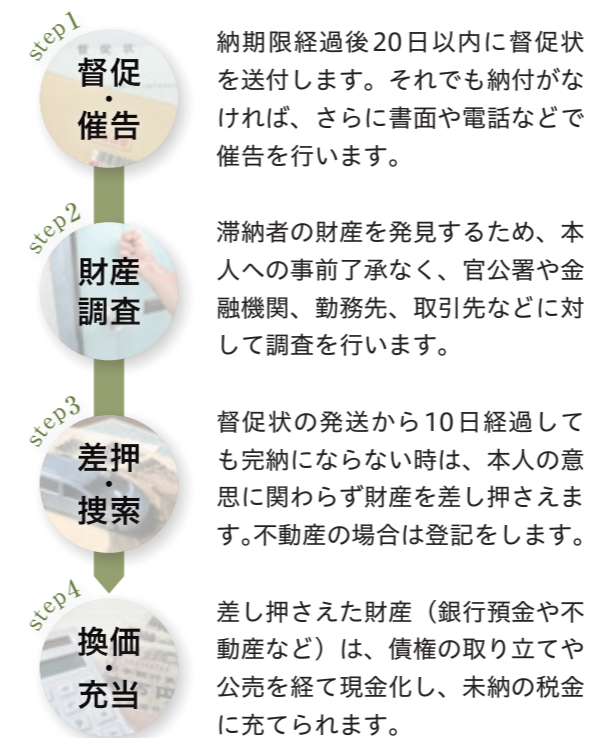 step1
督促
・
催告
納期限経過後20日以内に督促状
を送付します。それでも納付がな
ければ、さらに書面や電話などで
催告を行います。
step2
財産
調査
滞納者の財産を発見するため、本
人への事前了承なく、官公署や金
融機関、勤務先、取引先などに対
して調査を行います。
step3
差押
・
捜索
督促状の発送から10日経過して
も完納にならない時は、本人の意
思に関わらず財産を差し押さえま
す。不動産の場合は登記をします。
step4
換価
・
充当
差し押さえた財産（銀行預金や不
動産など）は、債権の取り立てや
公売を経て現金化し、未納の税金
に充てられます。